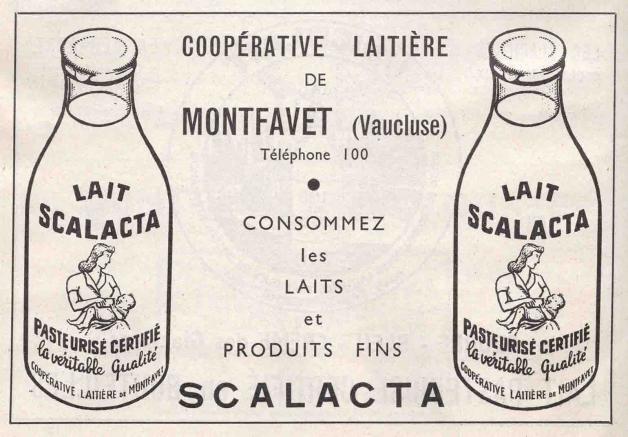 COOPÉRATIVE LAITIÈRE
DE
MONTFAVET (Vaucluse)
Téléphone 100
CONSOMMEZ
les
LAITS
et
PRODUITS FINS
SCALACTA
LAIT
SCALACTA
PASTEURISÉ CERTIFIÉ
la véritable Qualité
COOPÉRATIVE LAITIÈRE DE MONTFAVET
LAIT
SCALACTA
PASTEURISÉ CERTIFIÉ
la véritable Qualité
COOPÉRATIVE LAITIÈRE DE MONTFAVET